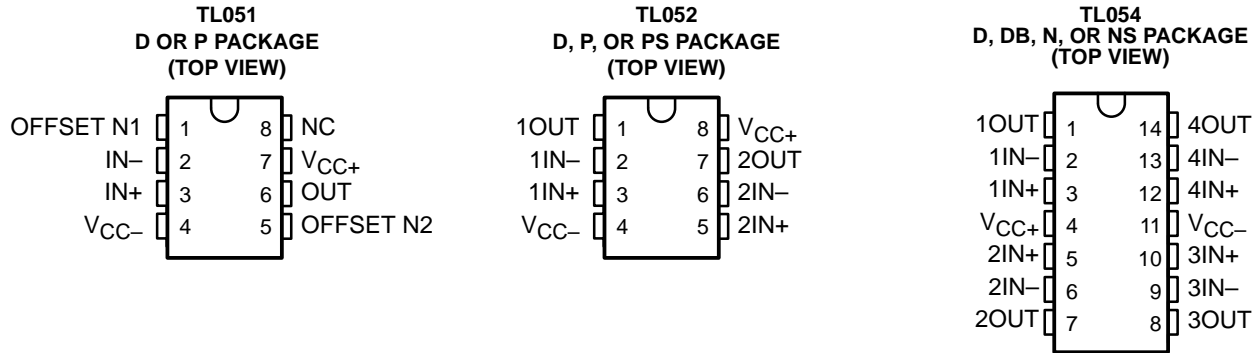 TL051
D OR P PACKAGE
(TOP VIEW)
OFFSET N1 1 8 NC
IN– 2 7 VCC+
IN+ 3 6 OUT
VCC– 4 5 OFFSET N2
TL052
D, P, OR PS PACKAGE
(TOP VIEW)
1OUT 1 8 VCC+
1IN– 2 7 2OUT
1IN+ 3 6 2IN–
VCC– 4 5 2IN+
TL054
D, DB, N, OR NS PACKAGE
(TOP VIEW)
1OUT 1 14 4OUT
1IN– 2 13 4IN–
1IN+ 3 12 4IN+
VCC+ 4 11 VCC–
2IN+ 5 10 3IN+
2IN– 6 9 3IN–
2OUT 7 8 3OUT